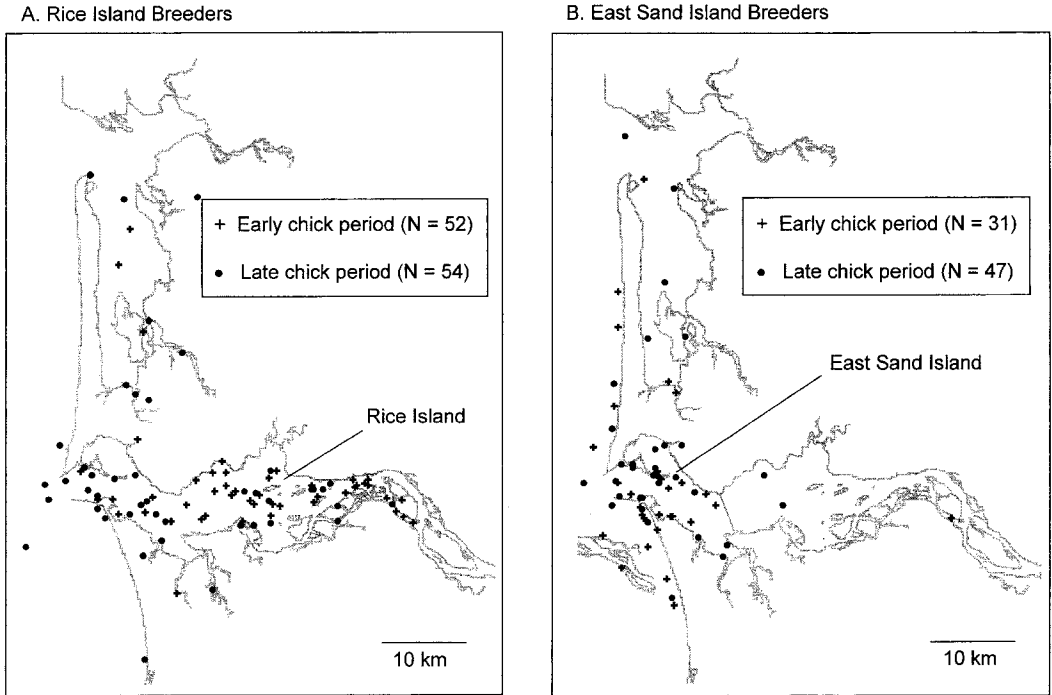 A. Rice Island Breeders
+ Early chick period (N = 52)
● Late chick period (N = 54)
Rice Island
10 km
B. East Sand Island Breeders
+ Early chick period (N = 31)
● Late chick period (N = 47)
East Sand Island
10 km